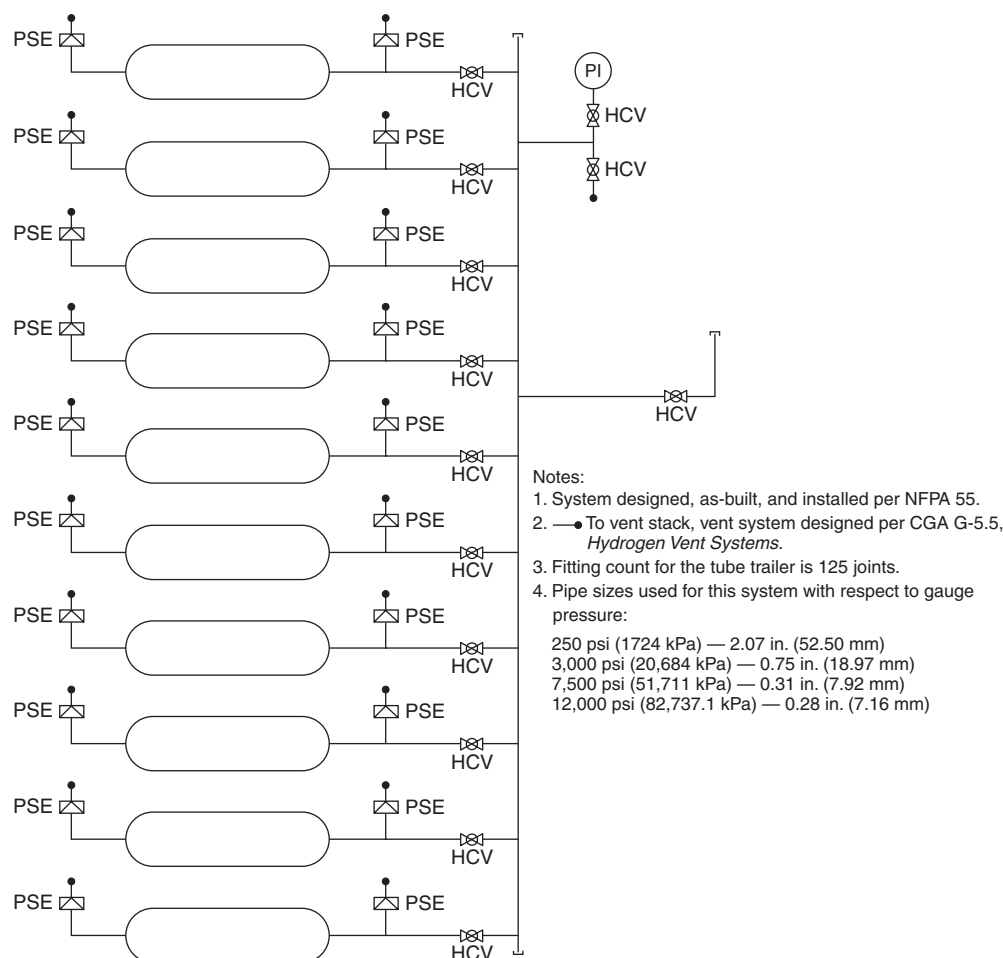 PSE PSE
HCV
PI
HCV
PSE PSE
HCV
HCV
PSE PSE
HCV
PSE PSE
HCV
HCV
PSE PSE
HCV
Notes:
1. System designed, as-built, and installed per NFPA 55.
2. To vent stack, vent system designed per CGA G-5.5,
Hydrogen Vent Systems.
3. Fitting count for the tube trailer is 125 joints.
4. Pipe sizes used for this system with respect to gauge
pressure:
250 psi (1724 kPa) — 2.07 in. (52.50 mm)
3,000 psi (20,684 kPa) — 0.75 in. (18.97 mm)
7,500 psi (51,711 kPa) — 0.31 in. (7.92 mm)
12,000 psi (82,737.1 kPa) — 0.28 in. (7.16 mm)
PSE PSE
HCV
PSE PSE
HCV
PSE PSE
HCV
PSE PSE
HCV
PSE PSE
HCV